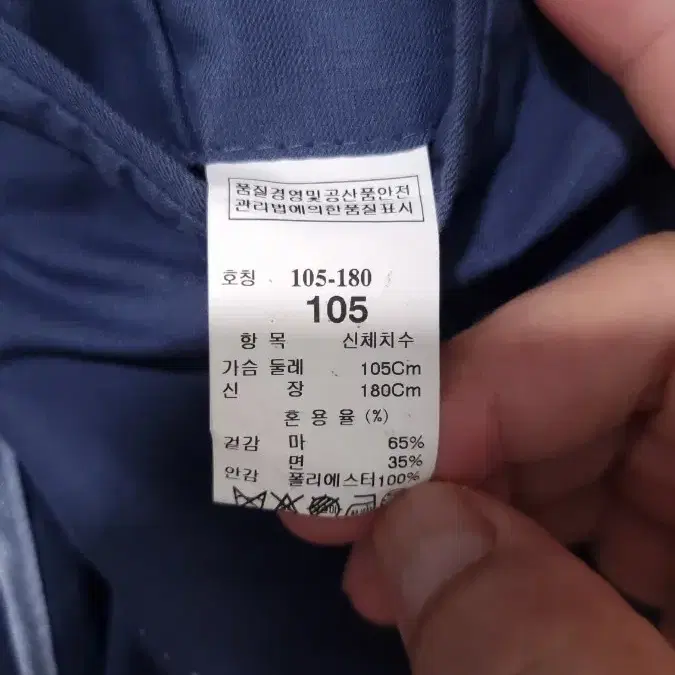 품질경영및공산품안전
관리법에의한품질표시
호칭 105-180
105
항 목 신체치수
가슴 둘레 105Cm
신 장 180Cm
혼 용 율 (%)
겉감 마 65%
면 35%
안감 폴리에스터100%